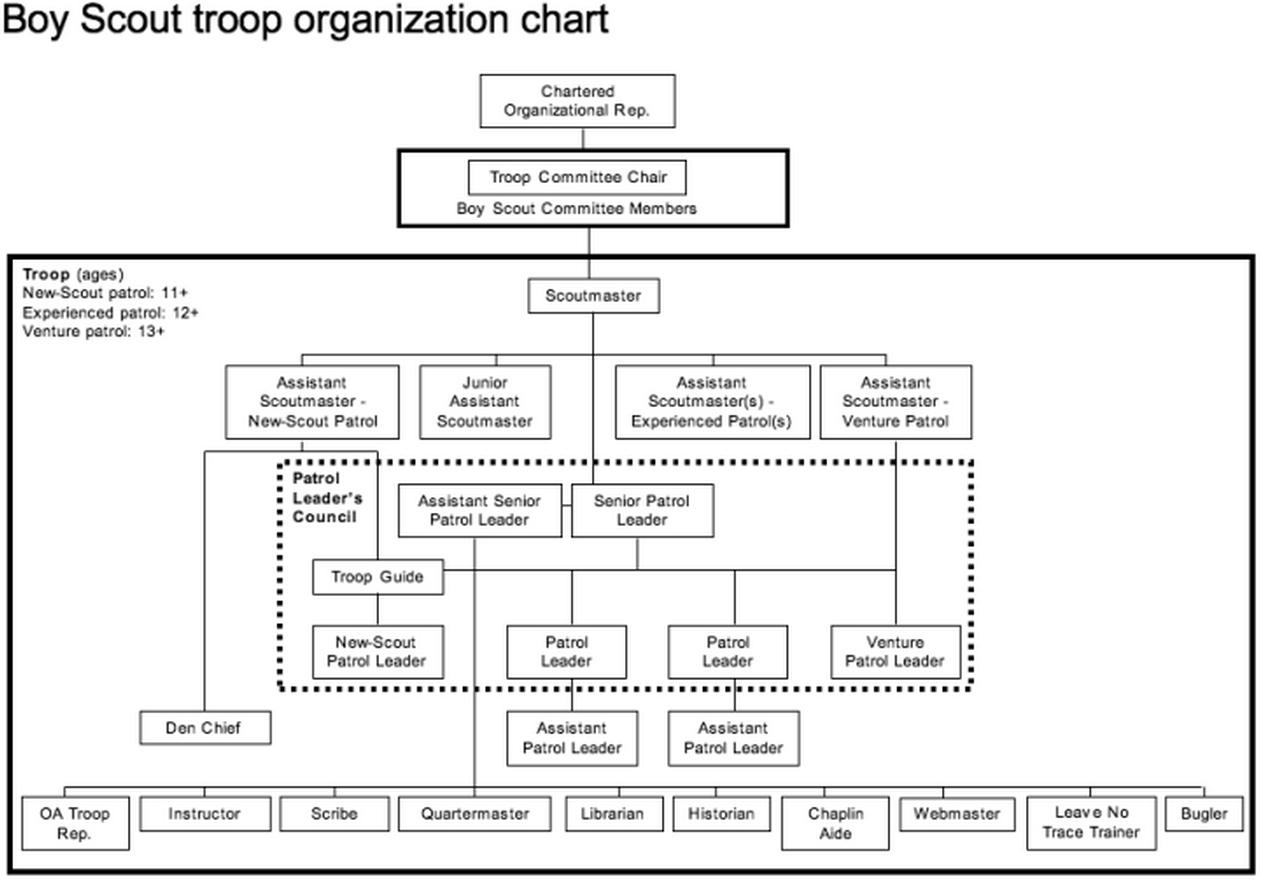 Boy Scout troop organization chart
Chartered
Organizational Rep.
Troop Committee Chair
Boy Scout Committee Members
Troop (ages)
New-Scout patrol: 11+
Experienced patrol: 12+
Venture patrol: 13+
Scoutmaster
Assistant
Scoutmaster -
New-Scout Patrol
Junior
Assistant
Scoutmaster
Assistant
Scoutmaster(s) -
Experienced Patrol(s)
Assistant
Scoutmaster -
Venture Patrol
Patrol
Leader's
Council
Assistant Senior
Patrol Leader
Senior Patrol
Leader
Troop Guide
New-Scout
Patrol Leader
Patrol
Leader
Patrol
Leader
Venture
Patrol Leader
Den Chief
Assistant
Patrol Leader
Assistant
Patrol Leader
OA Troop
Rep.
Instructor
Scribe
Quartermaster
Librarian
Historian
Chaplin
Aide
Webmaster
Leave No
Trace Trainer
Bugler